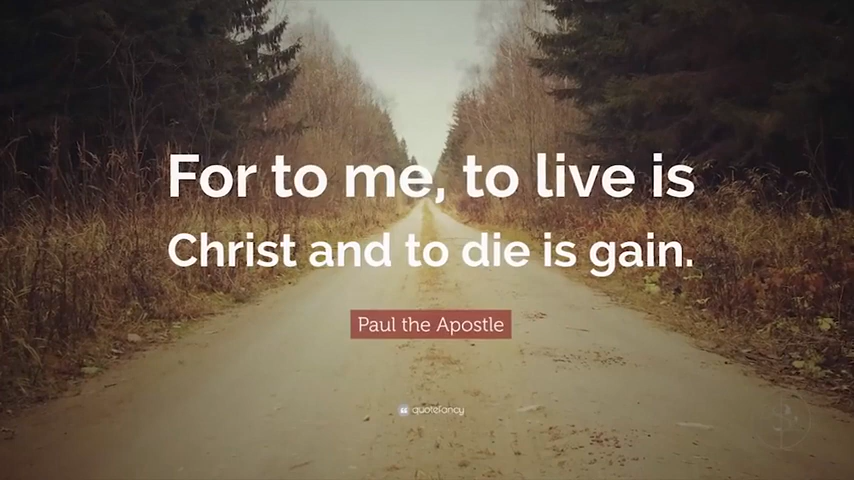 For to me, to live is
Christ and to die is gain.
Paul the Apostle
quotefancy